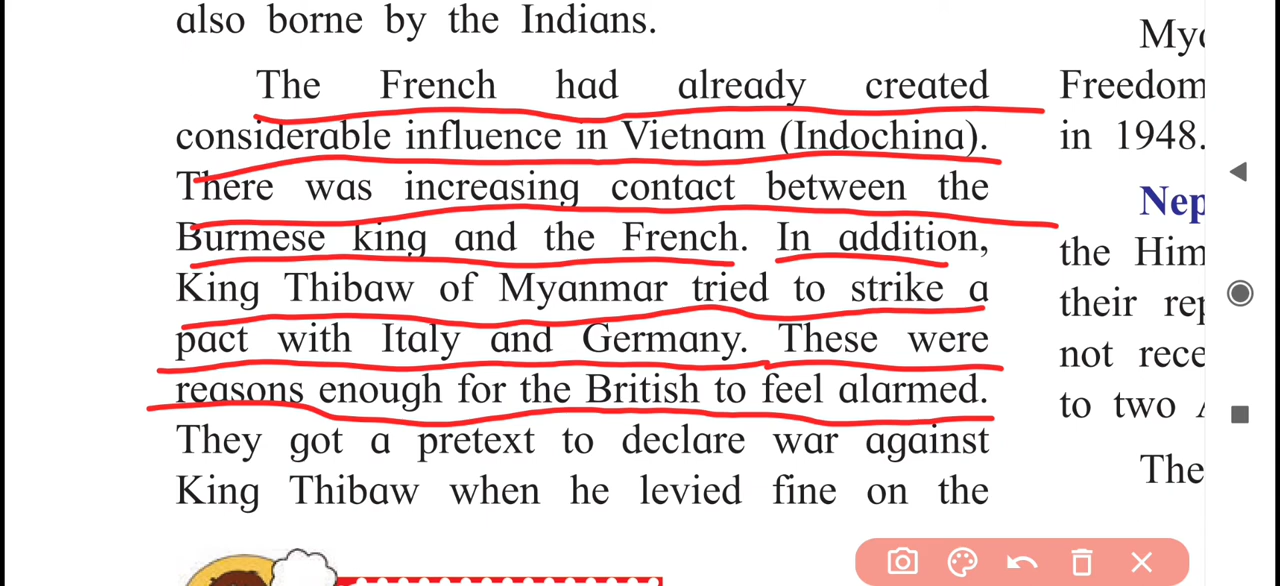 also borne by the Indians.
The French had already created
considerable influence in Vietnam (Indochina).
There was increasing contact between the
Burmese king and the French. In addition,
King Thibaw of Myanmar tried to strike a
pact with Italy and Germany. These were
reasons enough for the British to feel alarmed.
They got a pretext to declare war against
King Thibaw when he levied fine on the
Freedom
in 1948.
the Him
their rep
not rece
to two
The